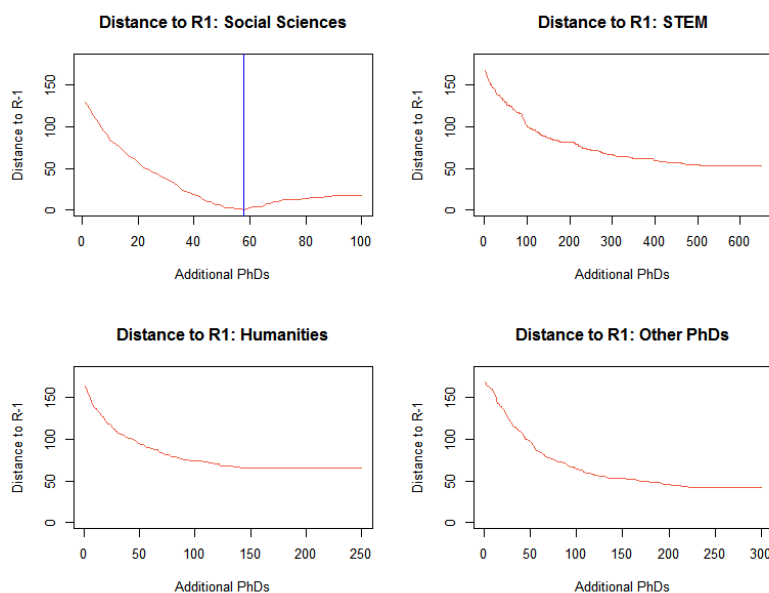 Distance to R1: Social Sciences
Distance to R-1
0 50 100 150
0 20 40 60 80 100
Additional PhDs
Distance to R1: STEM
Distance to R-1
0 50 100 150
0 100 200 300 400 500 600
Additional PhDs
Distance to R1: Humanities
Distance to R-1
0 50 100 150
0 50 100 150 200 250
Additional PhDs
Distance to R1: Other PhDs
Distance to R-1
0 50 100 150
0 50 100 150 200 250 300
Additional PhDs